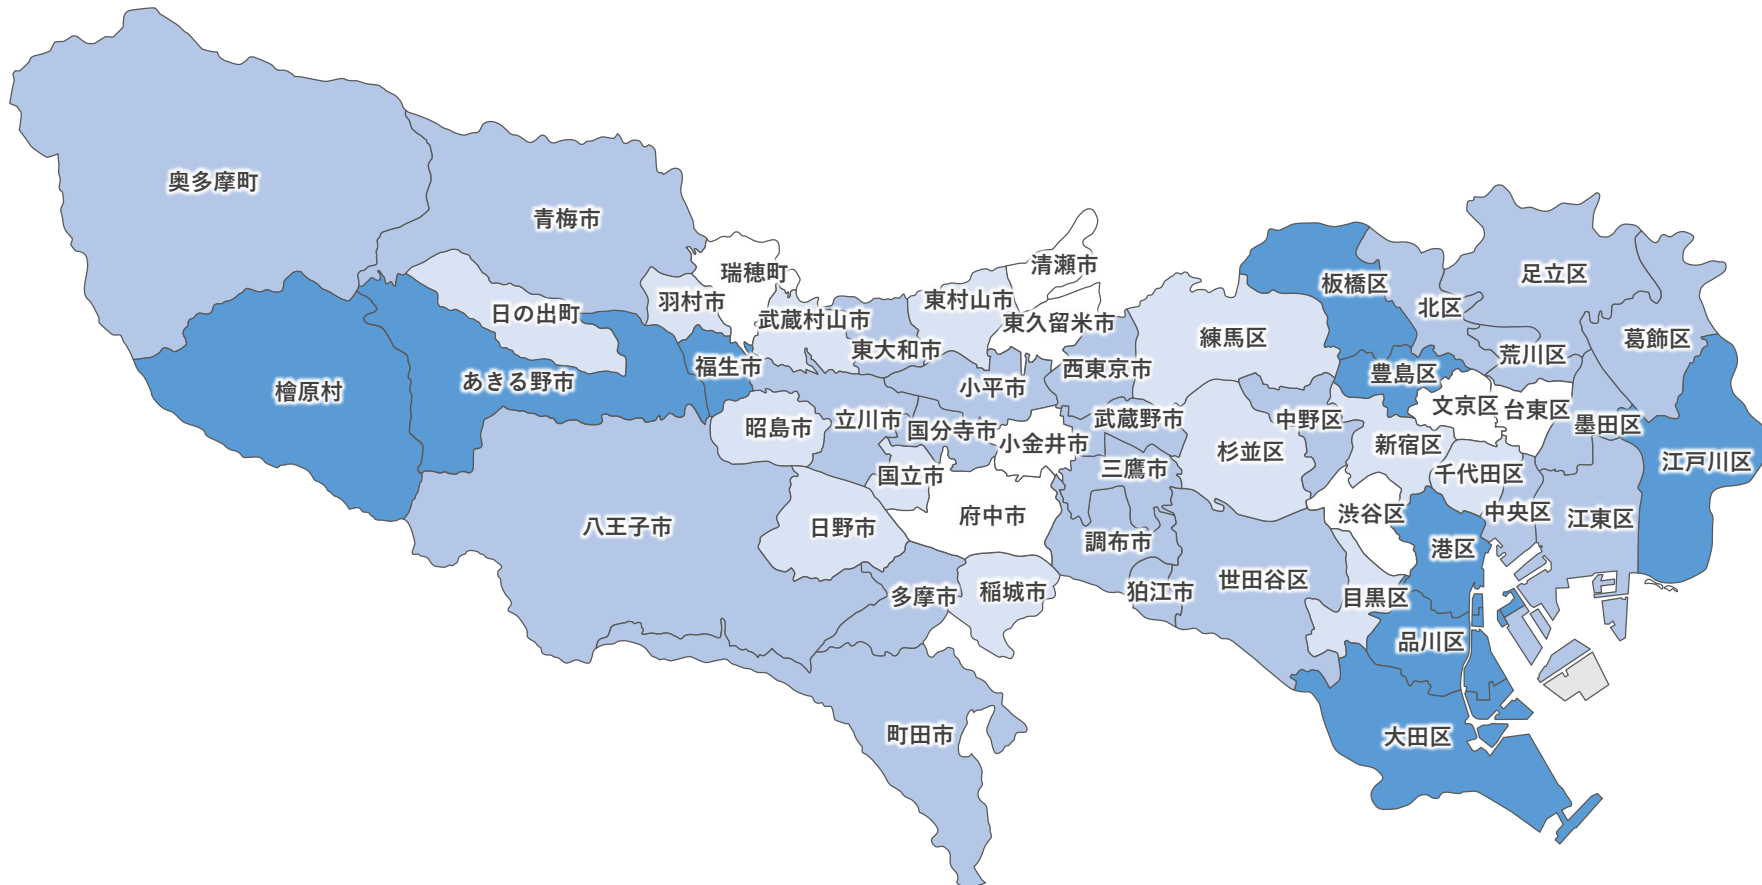 奥多摩町
青梅市
瑞穂町
清瀬市
板橋区
足立区
羽村市
東村山市
北区
日の出町
武蔵村山市
東久留米市
練馬区
葛飾区
東大和市
荒川区
福生市
西東京市
豊島区
あきる野市
小平市
檜原村
文京区
台東区
昭島市
立川市
国分寺市
武蔵野市
中野区
墨田区
小金井市
新宿区
杉並区
江戸川区
国立市
三鷹市
千代田区
八王子市
日野市
府中市
渋谷区
中央区
江東区
調布市
港区
多摩市
稲城市
狛江市
世田谷区
目黒区
品川区
町田市
大田区